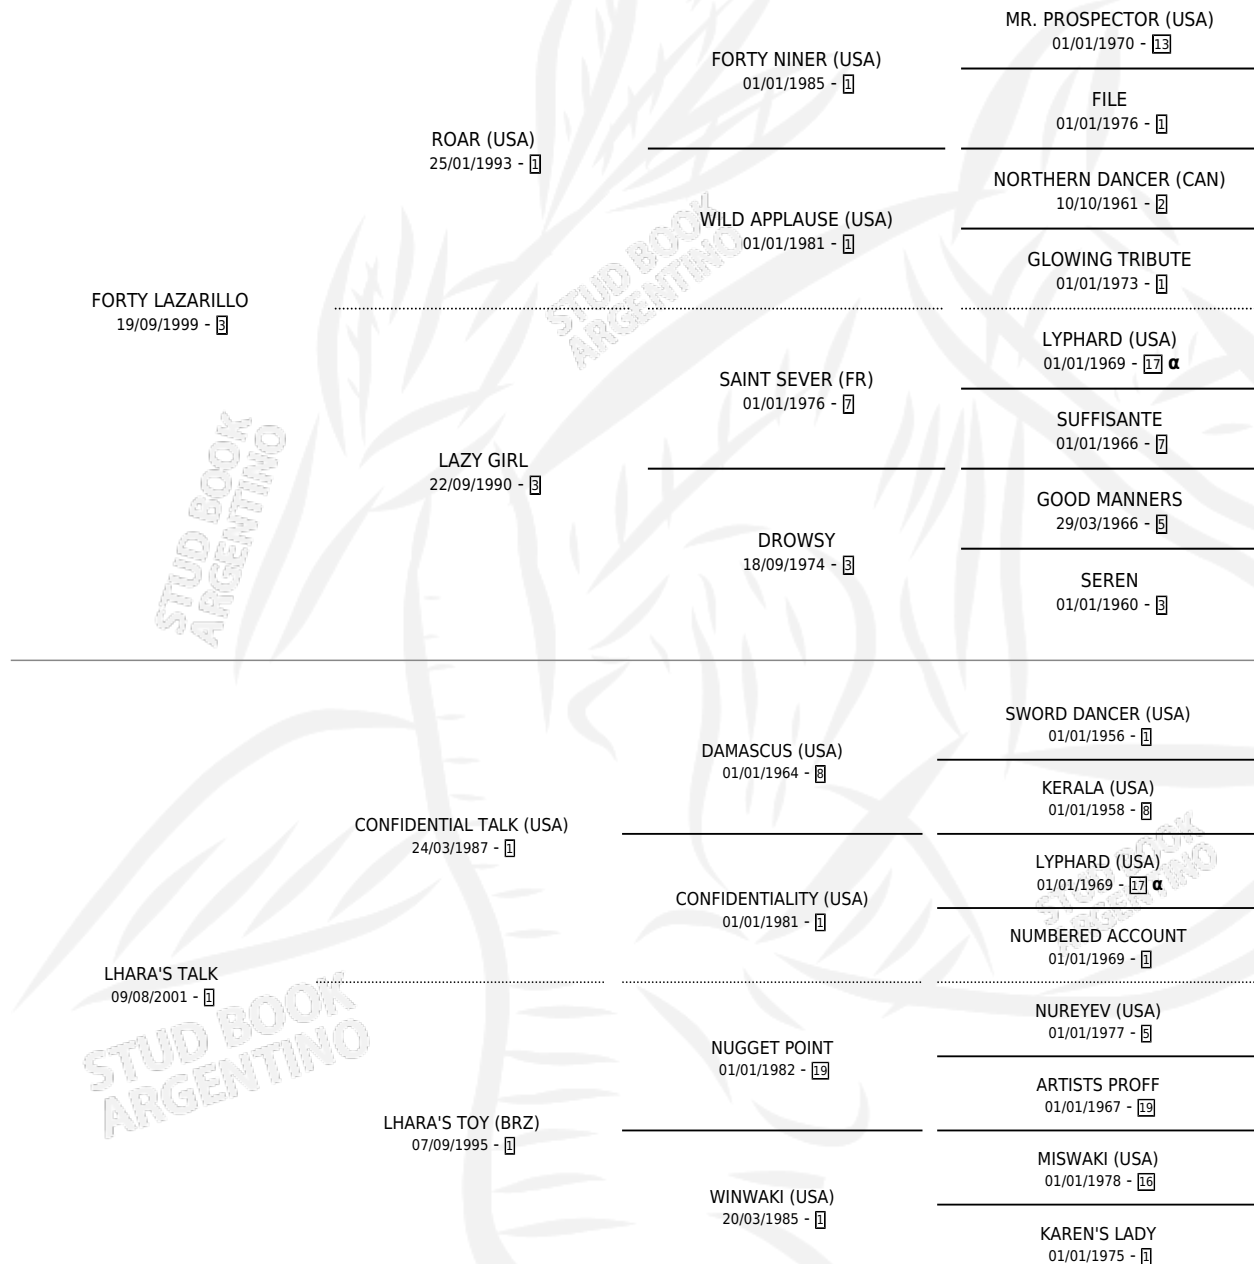 MR. PROSPECTOR (USA)
01/01/1970 - 13
FORTY NINER (USA)
01/01/1985 - 1
FILE
01/01/1976 - 1
ROAR (USA)
25/01/1993 - 1
NORTHERN DANCER (CAN)
10/10/1961 - 2
WILD APPLAUSE (USA)
01/01/1981 - 1
GLOWING TRIBUTE
01/01/1973 - 1
FORTY LAZARILLO
19/09/1999 - 3
STUD BOOK
ARGENTINO
LYPHARD (USA)
01/01/1969 - 17 α
SAINT SEVER (FR)
01/01/1976 - 7
SUFFISANTE
01/01/1966 - 7
LAZY GIRL
22/09/1990 - 3
GOOD MANNERS
29/03/1966 - 5
DROWSY
18/09/1974 - 3
SEREN
01/01/1960 - 3
STUD BOOK
ARGENTINO
SWORD DANCER (USA)
01/01/1956 - 1
DAMASCUS (USA)
01/01/1964 - 8
KERALA (USA)
01/01/1958 - 8
CONFIDENTIAL TALK (USA)
24/03/1987 - 1
LYPHARD (USA)
01/01/1969 - 17 α
STUD BOOK
ARGENTINO
CONFIDENTIALITY (USA)
01/01/1981 - 1
NUMBERED ACCOUNT
01/01/1969 - 1
LHARA'S TALK
09/08/2001 - 1
STUD BOOK
ARGENTINO
NUREYEV (USA)
01/01/1977 - 5
NUGGET POINT
01/01/1982 - 19
ARTISTS PROFF
01/01/1967 - 19
LHARA'S TOY (BRZ)
07/09/1995 - 1
MISWAKI (USA)
01/01/1978 - 16
WINWAKI (USA)
20/03/1985 - 1
KAREN'S LADY
01/01/1975 - 1